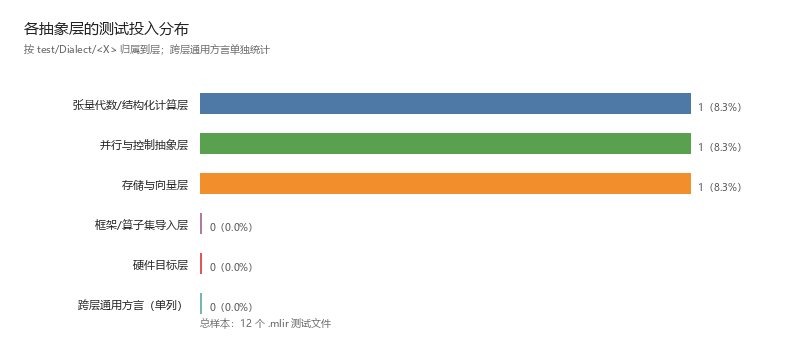 各抽象层的测试投入分布
按 test/Dialect/<X> 归属到层；跨层通用方言单独统计
张量代数/结构化计算层 1（8.3%）
并行与控制抽象层 1（8.3%）
存储与向量层 1（8.3%）
框架/算子集导入层 0（0.0%）
硬件目标层 0（0.0%）
跨层通用方言（单列） 0（0.0%）
总样本：12 个 .mlir 测试文件